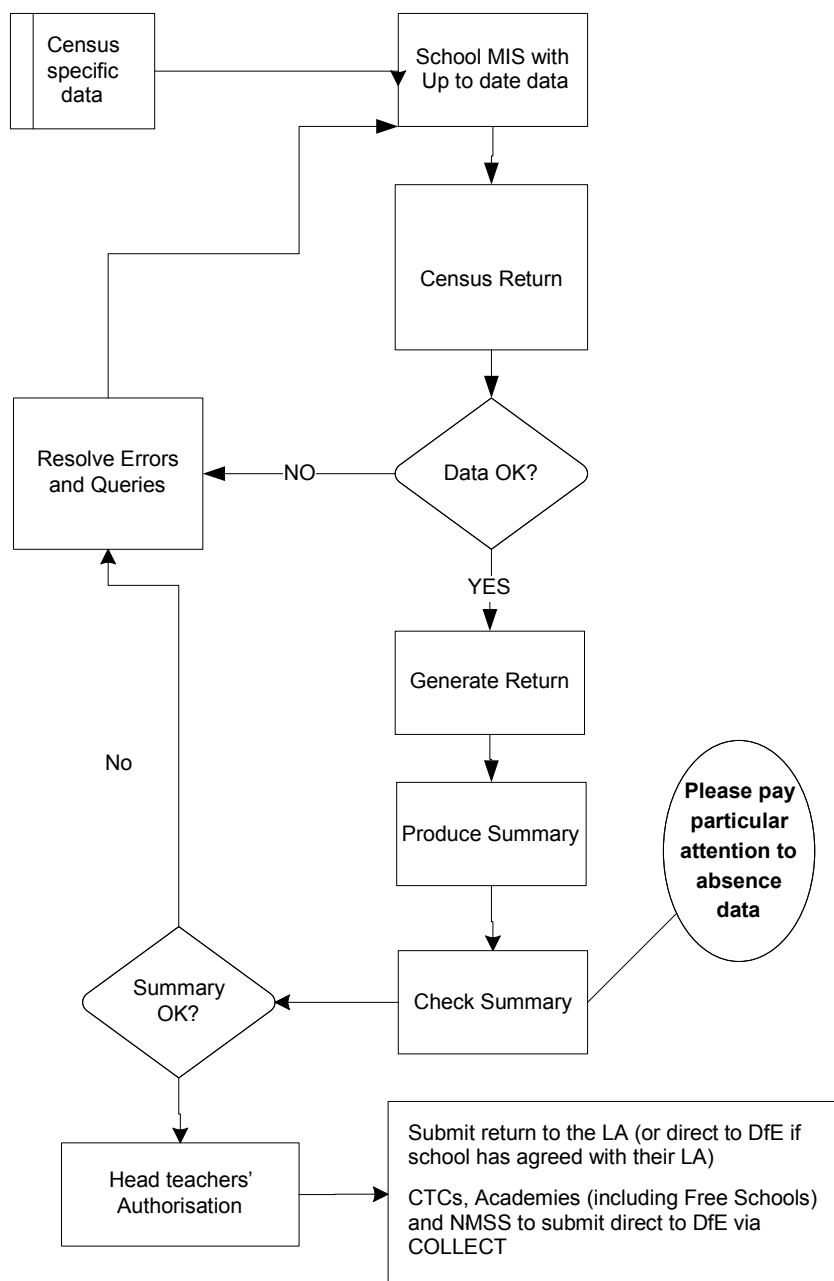 Census
specific
data
School MIS with
Up to date data
Census Return
Resolve Errors
and Queries
NO
Data OK?
YES
Generate Return
No
Produce Summary
Please pay
particular
attention to
absence
data
Summary
OK?
Check Summary
Head teachers’
Authorisation
Submit return to the LA (or direct to DfE if
school has agreed with their LA)
CTCs, Academies (including Free Schools)
and NMSS to submit direct to DfE via
COLLECT